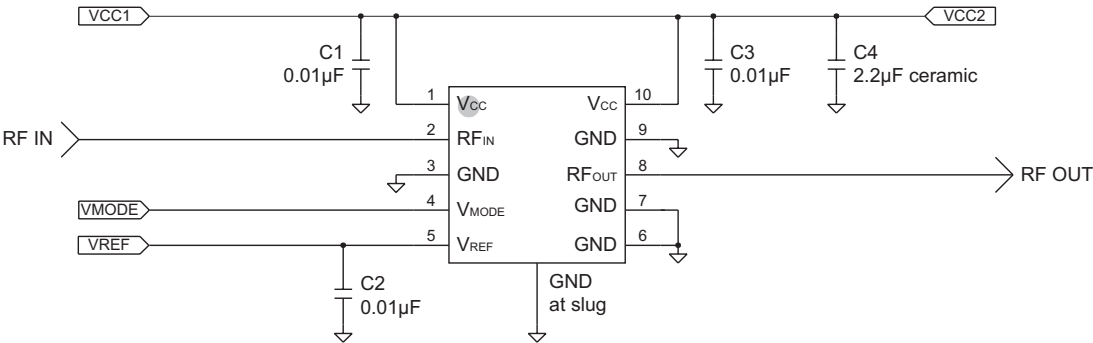 VCC1
VCC2
C1
0.01µF
C3
0.01µF
C4
2.2µF ceramic
1 VCC
VCC 10
RF IN
2 RFIN
GND 9
3 GND
RFOUT 8
RF OUT
VMODE
4 VMODE
GND 7
VREF
5 VREF
GND 6
C2
0.01µF
GND
at slug